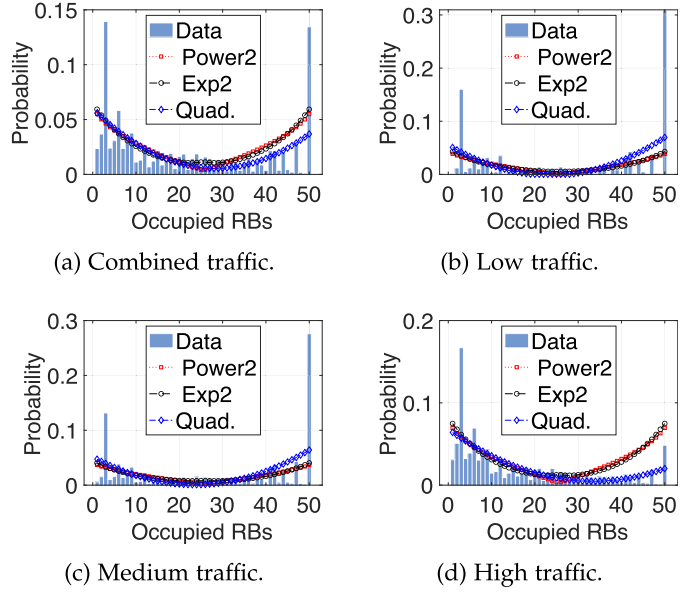 0.15
0.1
0.05
0
Probability
Data
Power2
Exp2
Quad.
0 10 20 30 40 50
Occupied RBs
(a) Combined traffic.
0.3
0.2
0.1
0
Probability
Data
Power2
Exp2
Quad.
0 10 20 30 40 50
Occupied RBs
(b) Low traffic.
0.3
0.2
0.1
0
Probability
Data
Power2
Exp2
Quad.
0 10 20 30 40 50
Occupied RBs
(c) Medium traffic.
0.2
0.1
0
Probability
Data
Power2
Exp2
Quad.
0 10 20 30 40 50
Occupied RBs
(d) High traffic.